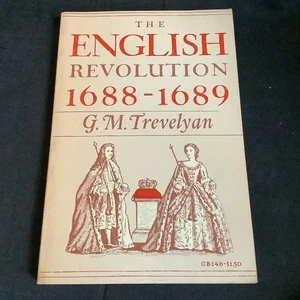 THE
ENGLISH
REVOLUTION
1688-1689
G. M. Trevelyan
GB146-$1.50